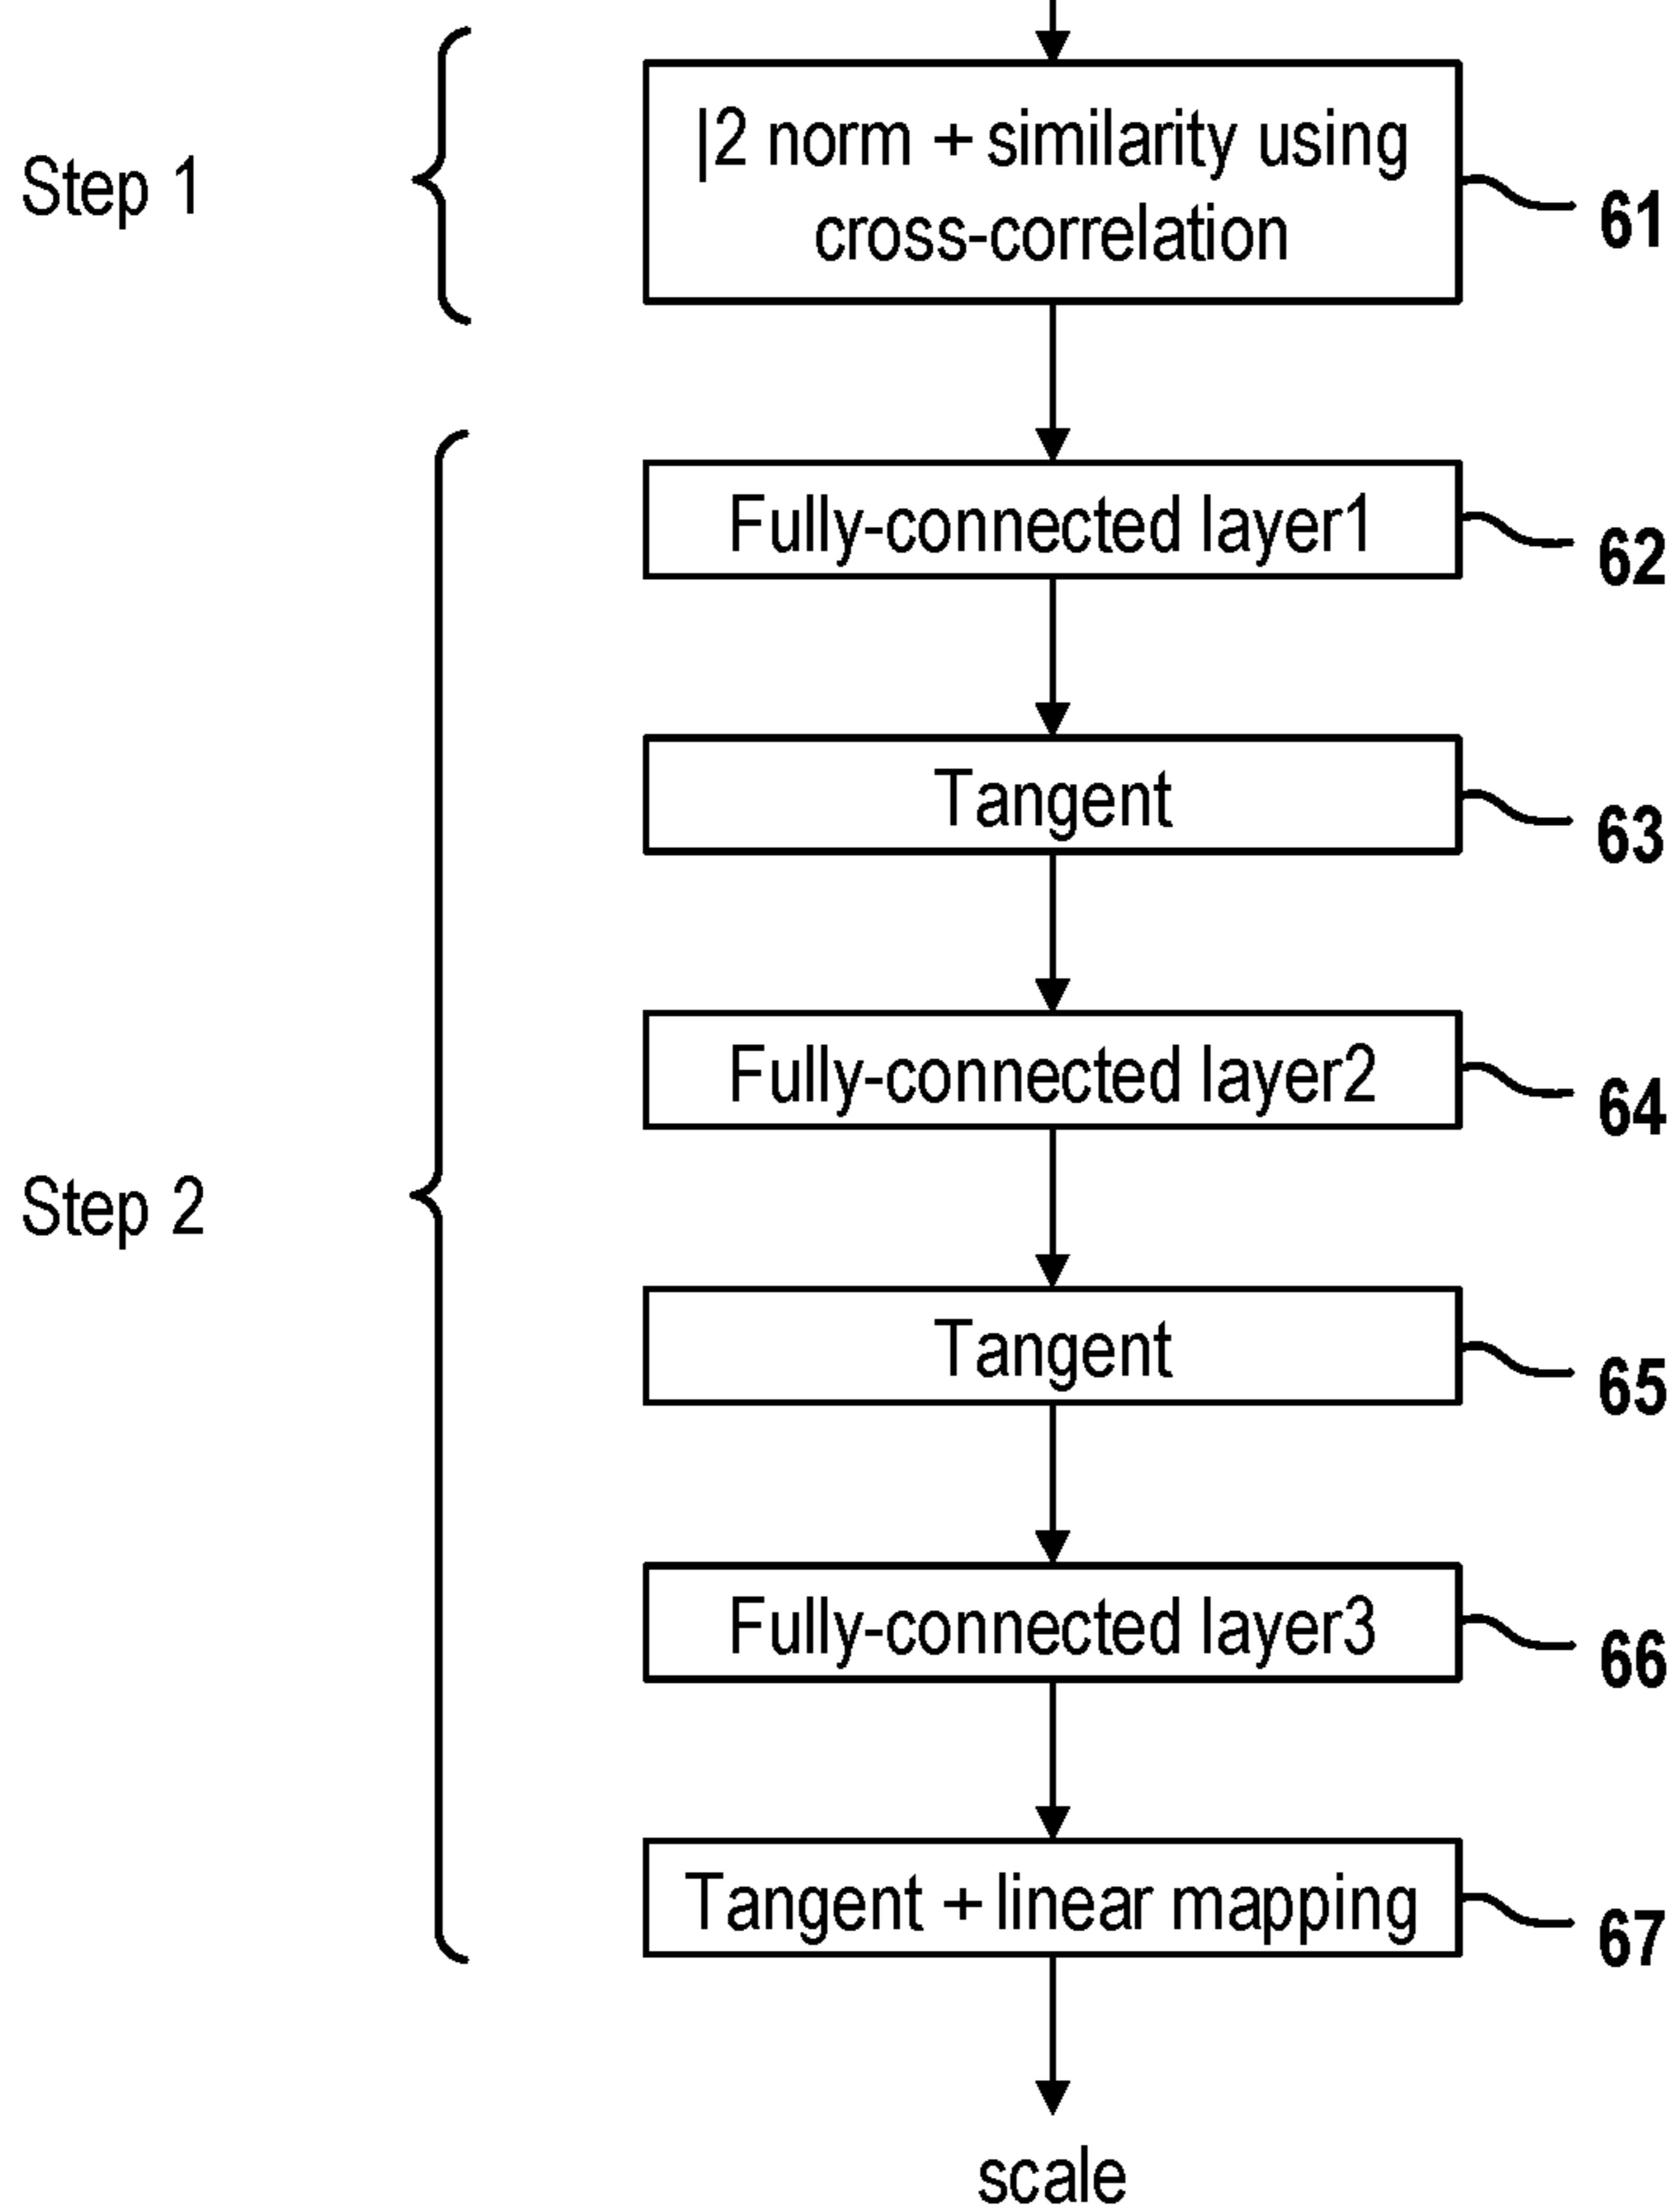 Step 1
|2 norm + similarity using
cross-correlation
61
Fully-connected layer1
62
Tangent
63
Fully-connected layer2
64
Step 2
Tangent
65
Fully-connected layer3
66
Tangent + linear mapping
67
scale